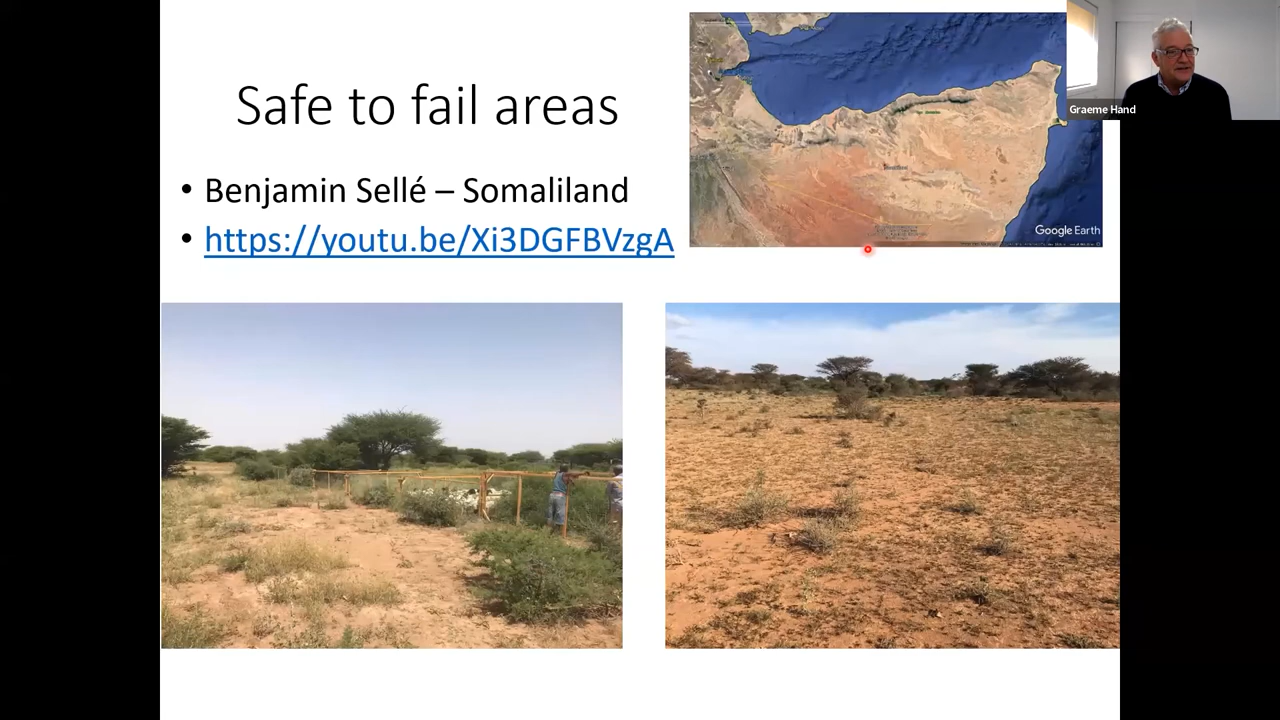 Safe to fail areas
• Benjamin Sellé – Somaliland
• https://youtu.be/Xi3DGFBVzgA
Google Earth
Graeme Hand